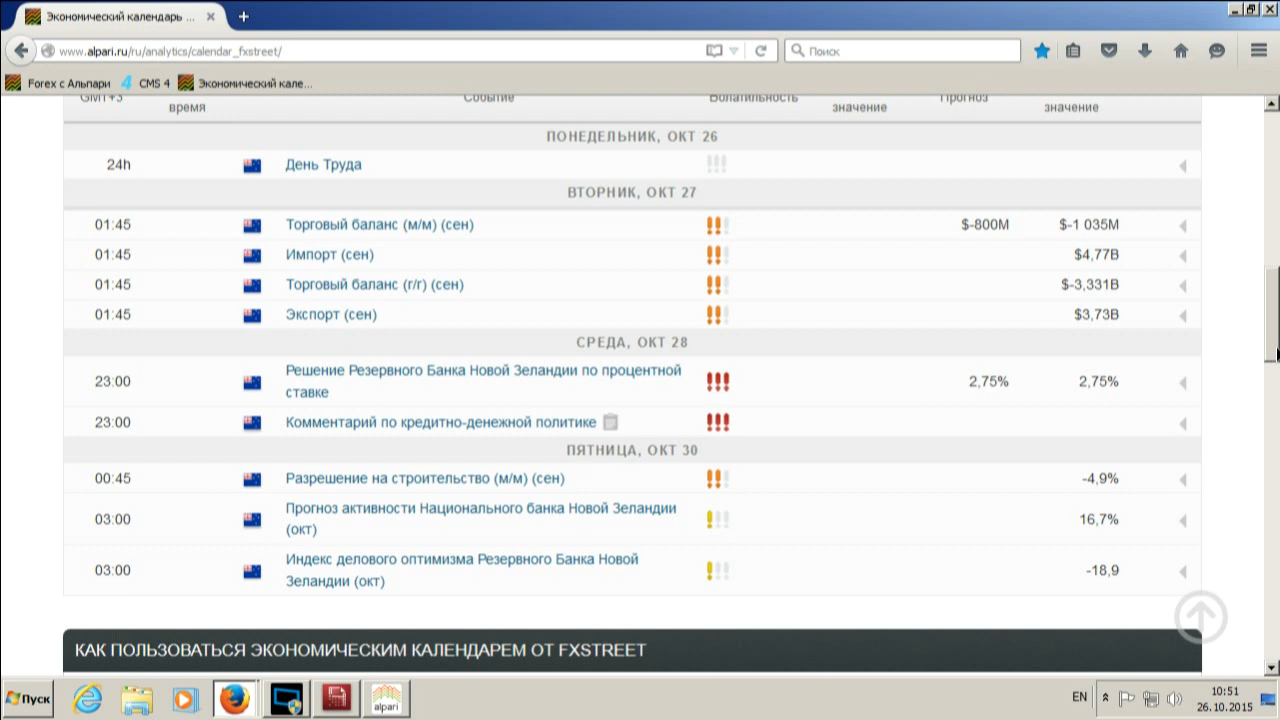 Экономический календарь ...
www.alpari.ru/ru/analytics/calendar_fxstreet/
Поиск
Forex с Альпари
CMS 4
Экономический кале...
GMT+3
время
Событие
Волатильность
значение
Прогноз
значение
ПОНЕДЕЛЬНИК, ОКТ 26
24h День Труда
ВТОРНИК, ОКТ 27
01:45 Торговый баланс (м/м) (сен) $-800M $-1 035M
01:45 Импорт (сен) $4,77B
01:45 Торговый баланс (г/г) (сен) $-3,331B
01:45 Экспорт (сен) $3,73B
СРЕДА, ОКТ 28
Решение Резервного Банка Новой Зеландии по процентной
23:00 ставке 2,75% 2,75%
23:00 Комментарий по кредитно-денежной политике
ПЯТНИЦА, ОКТ 30
00:45 Разрешение на строительство (м/м) (сен) -4,9%
Прогноз активности Национального банка Новой Зеландии
03:00 (окт) 16,7%
Индекс делового оптимизма Резервного Банка Новой
03:00 Зеландии (окт) -18,9
КАК ПОЛЬЗОВАТЬСЯ ЭКОНОМИЧЕСКИМ КАЛЕНДАРЕМ ОТ FXSTREET
Пуск
alpari
EN
10:51
26.10.2015